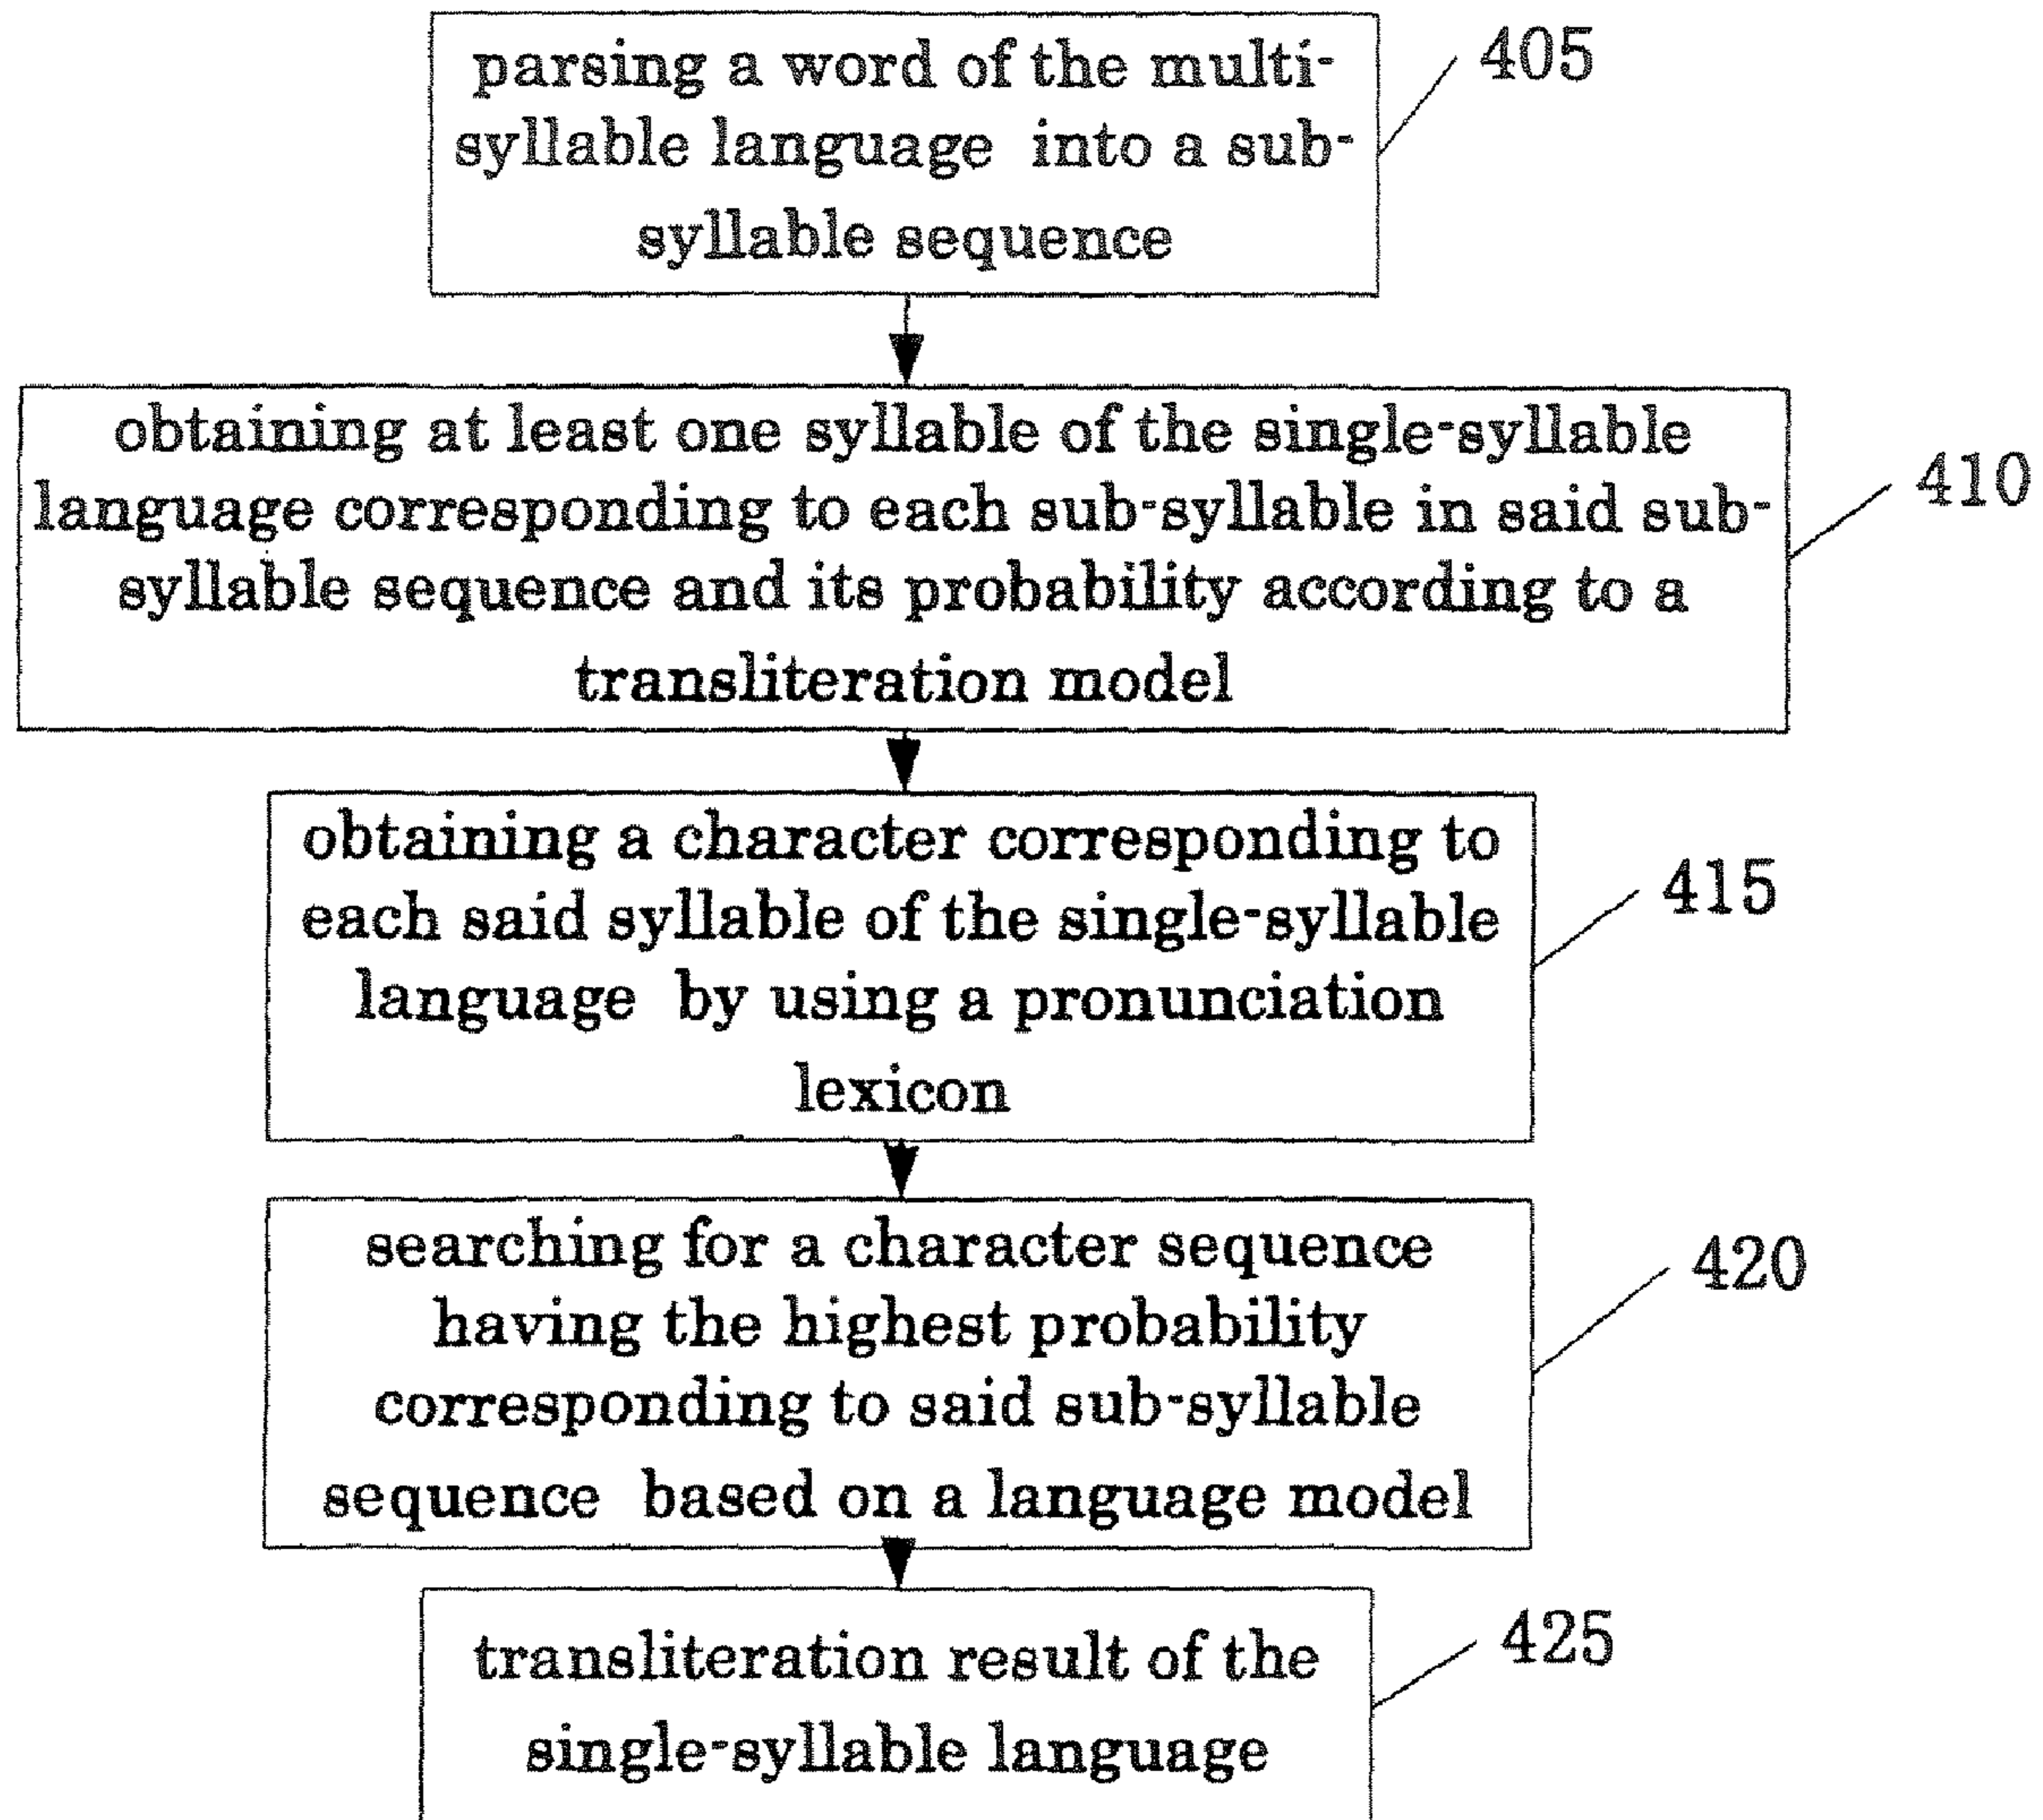 parsing a word of the multi-
syllable language into a sub-
syllable sequence
405
obtaining at least one syllable of the single-syllable
language corresponding to each sub-syllable in said sub-
syllable sequence and its probability according to a
transliteration model
410
obtaining a character corresponding to
each said syllable of the single-syllable
language by using a pronunciation
lexicon
415
searching for a character sequence
having the highest probability
corresponding to said sub-syllable
sequence based on a language model
420
transliteration result of the
single-syllable language
425